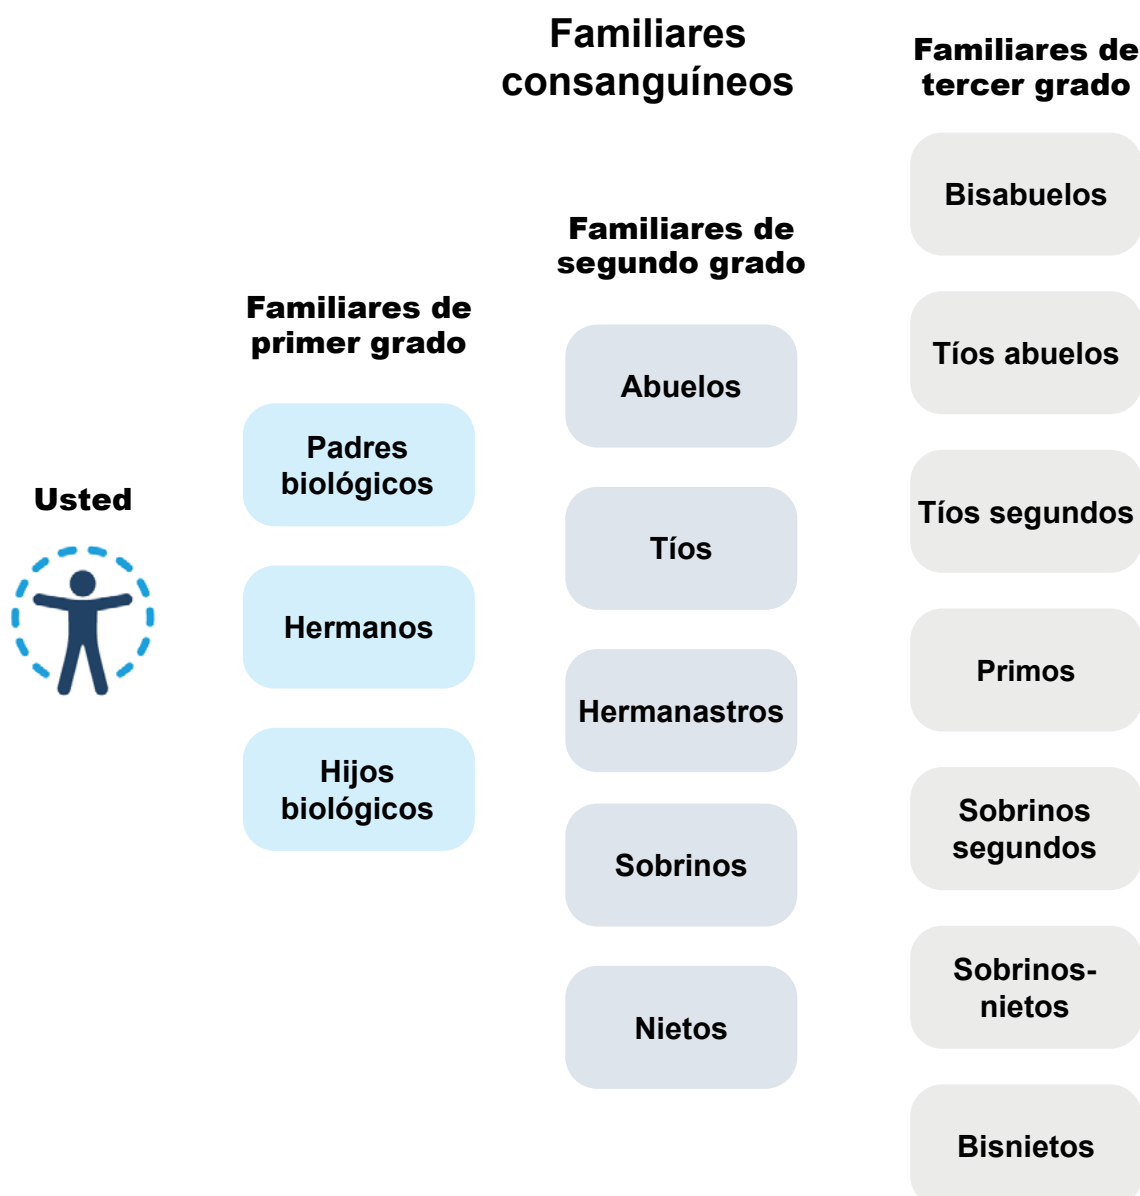 Familiares
consanguíneos
Usted
Familiares de
primer grado
Padres
biológicos
Hermanos
Hijos
biológicos
Familiares de
segundo grado
Abuelos
Tíos
Hermanastros
Sobrinos
Nietos
Familiares de
tercer grado
Bisabuelos
Tíos abuelos
Tíos segundos
Primos
Sobrinos
segundos
Sobrinos-
nietos
Bisnietos